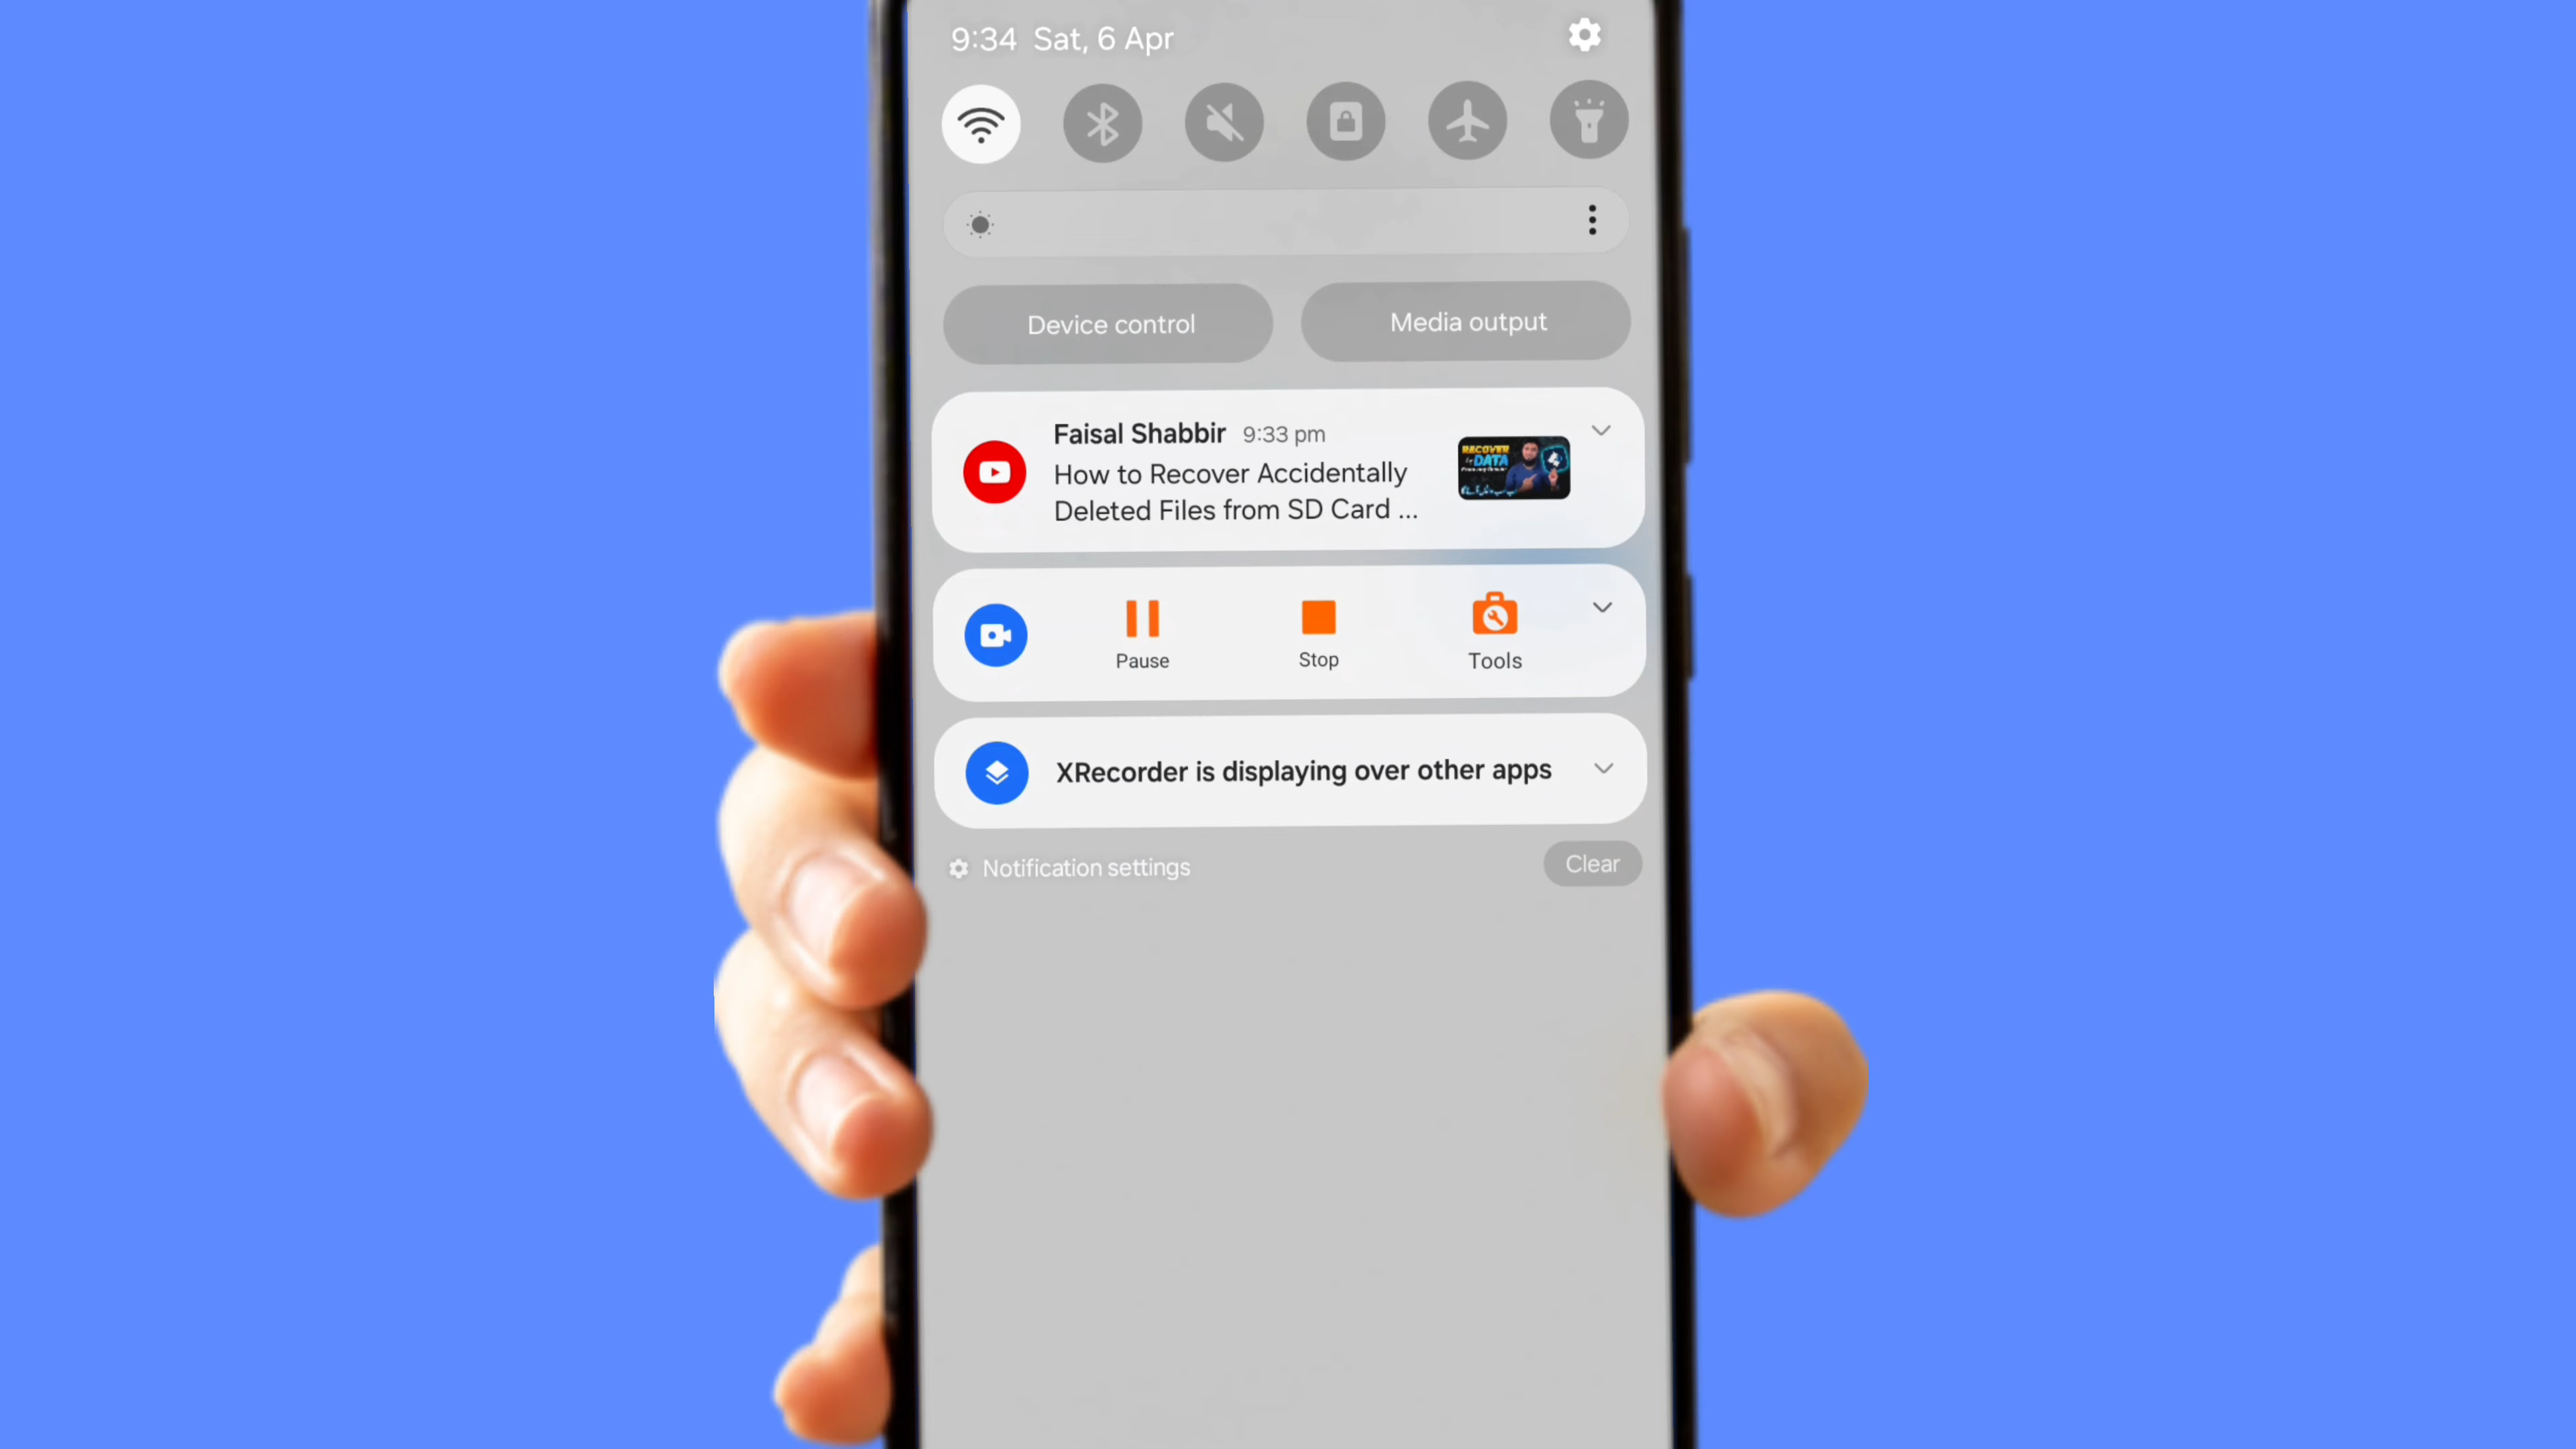 9:34 Sat, 6 Apr
Device control
Media output
Faisal Shabbir 9:33 pm
How to Recover Accidentally
Deleted Files from SD Card ...
RECOVER
DATA
Pause
Stop
Tools
XRecorder is displaying over other apps
Notification settings
Clear